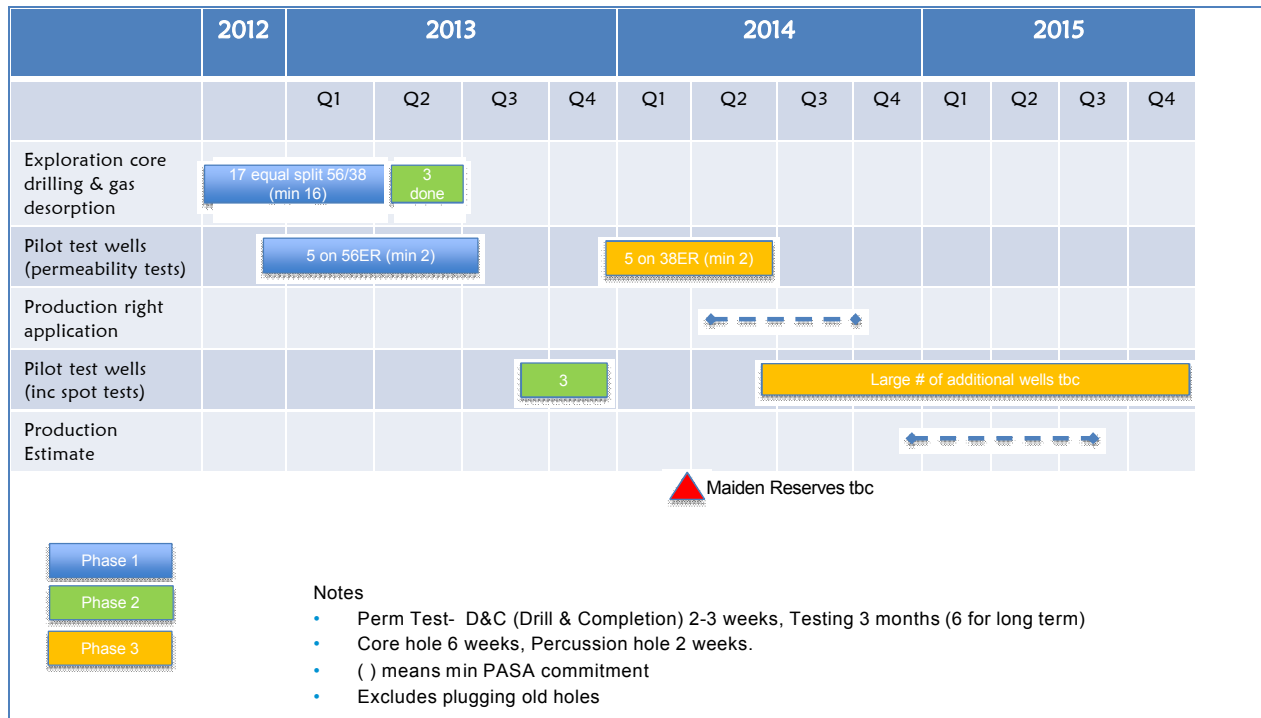 2012 2013 2014 2015
Q1 Q2 Q3 Q4 Q1 Q2 Q3 Q4 Q1 Q2 Q3 Q4
Exploration core
drilling & gas
desorption
17 equal split 56/38
(min 16)
3
done
Pilot test wells
(permeability tests)
5 on 56ER (min 2)
5 on 38ER (min 2)
Production right
application
Pilot test wells
(inc spot tests)
3
Large # of additional wells tbc
Production
Estimate
Maiden Reserves tbc
Phase 1
Phase 2
Phase 3
Notes
• Perm Test- D&C (Drill & Completion) 2-3 weeks, Testing 3 months (6 for long term)
• Core hole 6 weeks, Percussion hole 2 weeks.
• ( ) means min PASA commitment
• Excludes plugging old holes